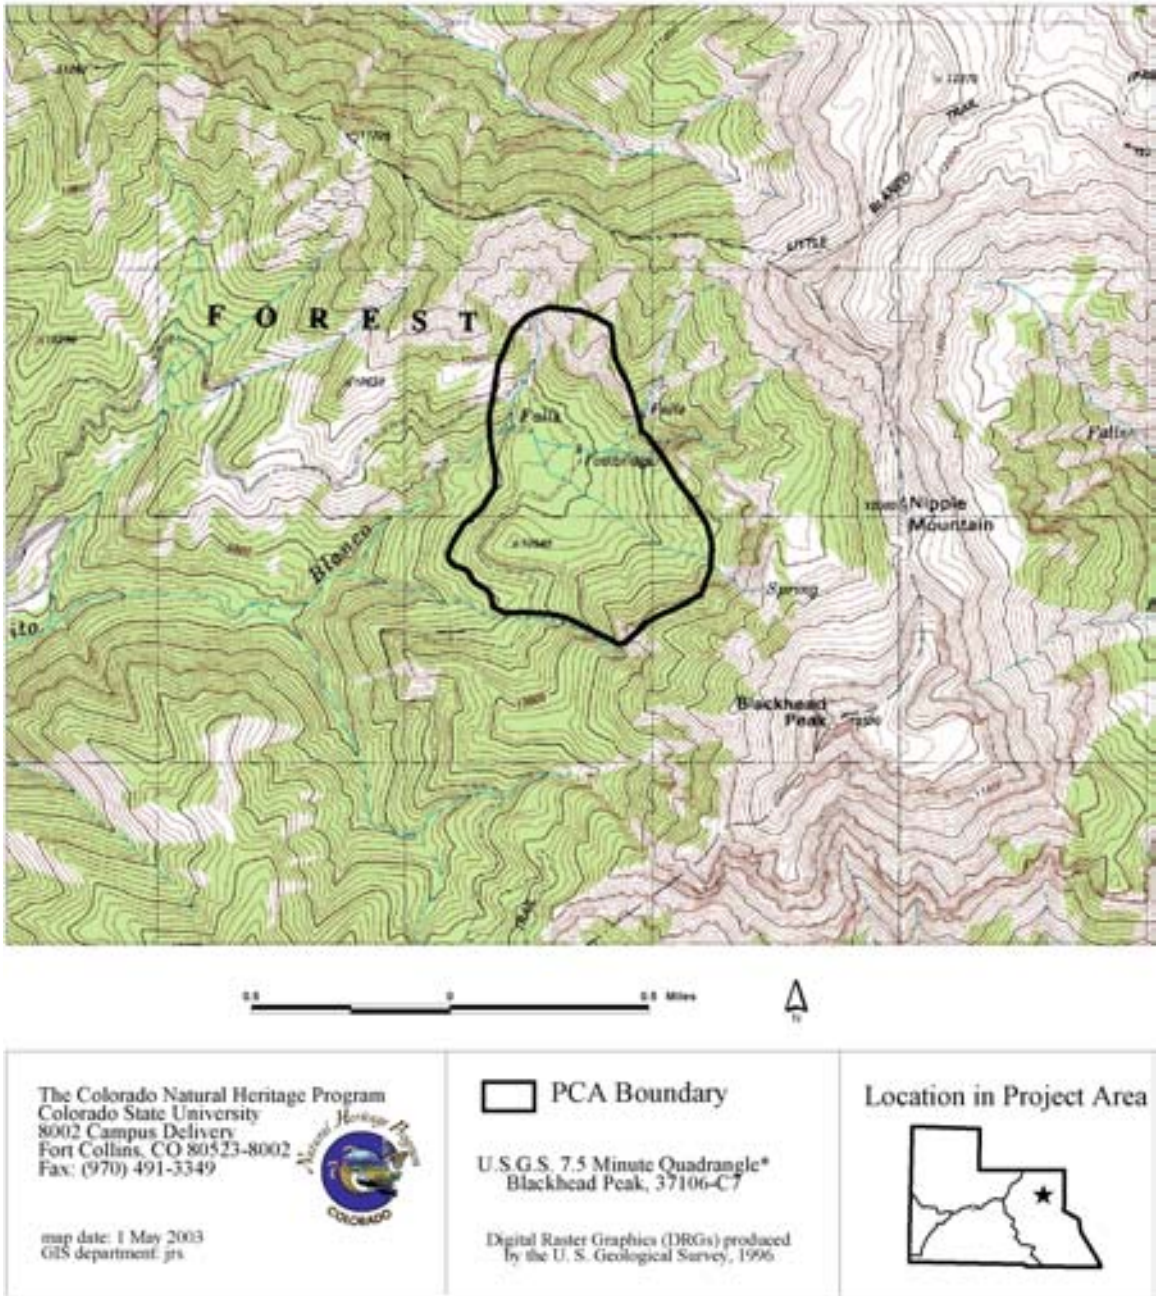 TRAIL
BLANCO
LITTLE
FOREST
Falls
Falls
Footbridge
Falls
10540
Nipple
Mountain
Blanco
Spring
ito
Blackhead
Peak
TRAIL
0.5 0 0.5 Miles
N
The Colorado Natural Heritage Program
Colorado State University
8002 Campus Delivery
Fort Collins, CO 80523-8002
Fax: (970) 491-3349
Natural Heritage Program
COLORADO
map date: 1 May 2003
GIS department: jrs
PCA Boundary
U.S.G.S. 7.5 Minute Quadrangle*
Blackhead Peak, 37106-C7
Digital Raster Graphics (DRGs) produced
by the U. S. Geological Survey, 1996
Location in Project Area